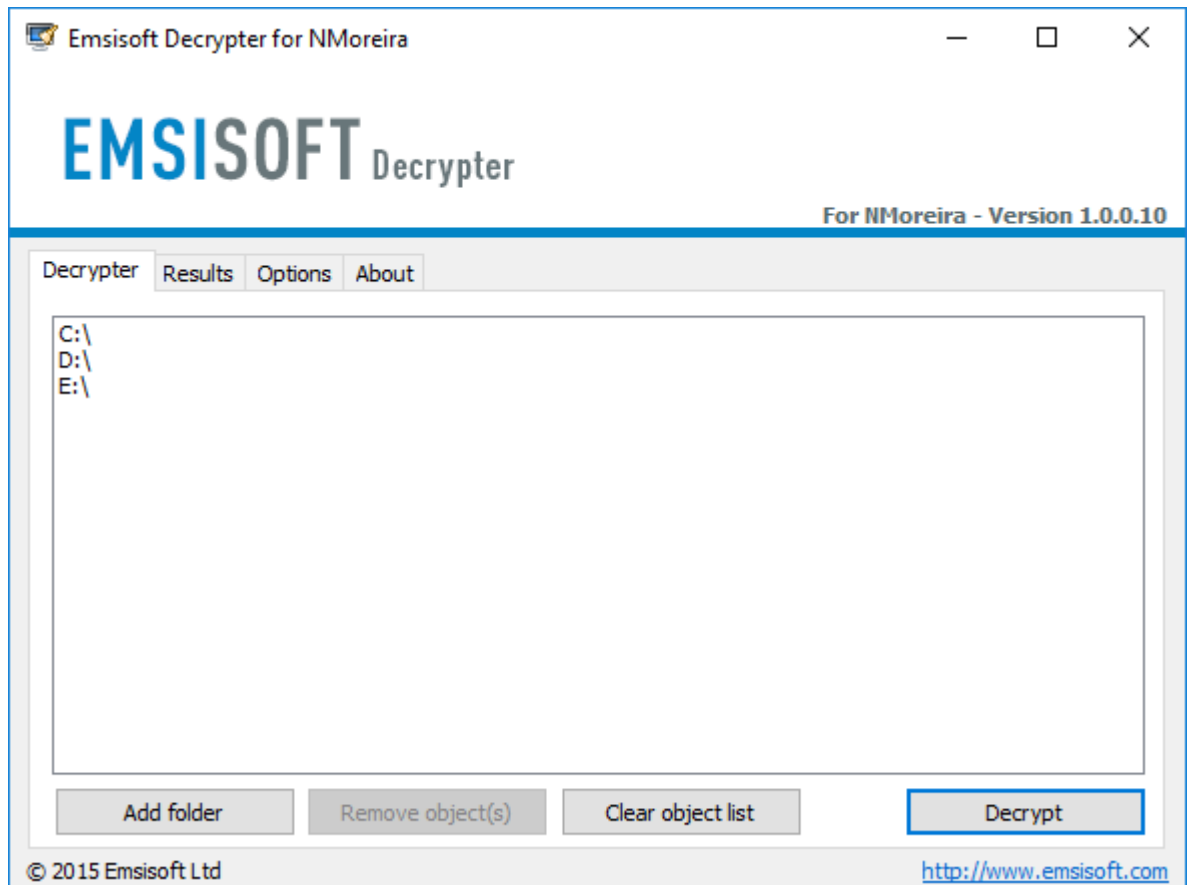 Emsisoft Decrypter for NMoreira
EMSISOFT Decrypter
For NMoreira - Version 1.0.0.10
Decrypter Results Options About
C:\
D:\
E:\
Add folder Remove object(s) Clear object list Decrypt
© 2015 Emsisoft Ltd http://www.emsisoft.com